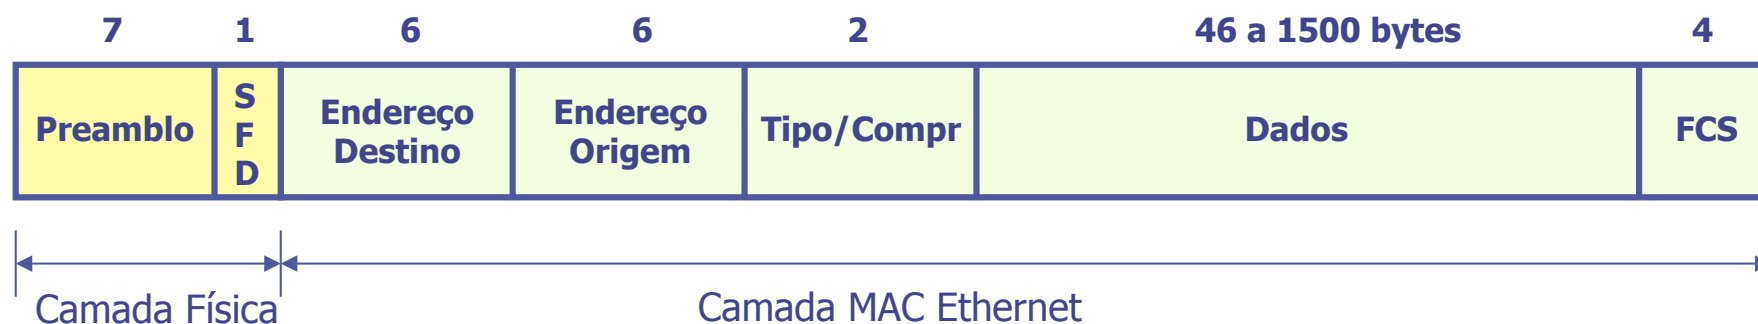 7 1 6 6 2 46 a 1500 bytes 4
Preamblo
S
F
D
Endereço
Destino
Endereço
Origem
Tipo/Compr
Dados
FCS
Camada Física
Camada MAC Ethernet